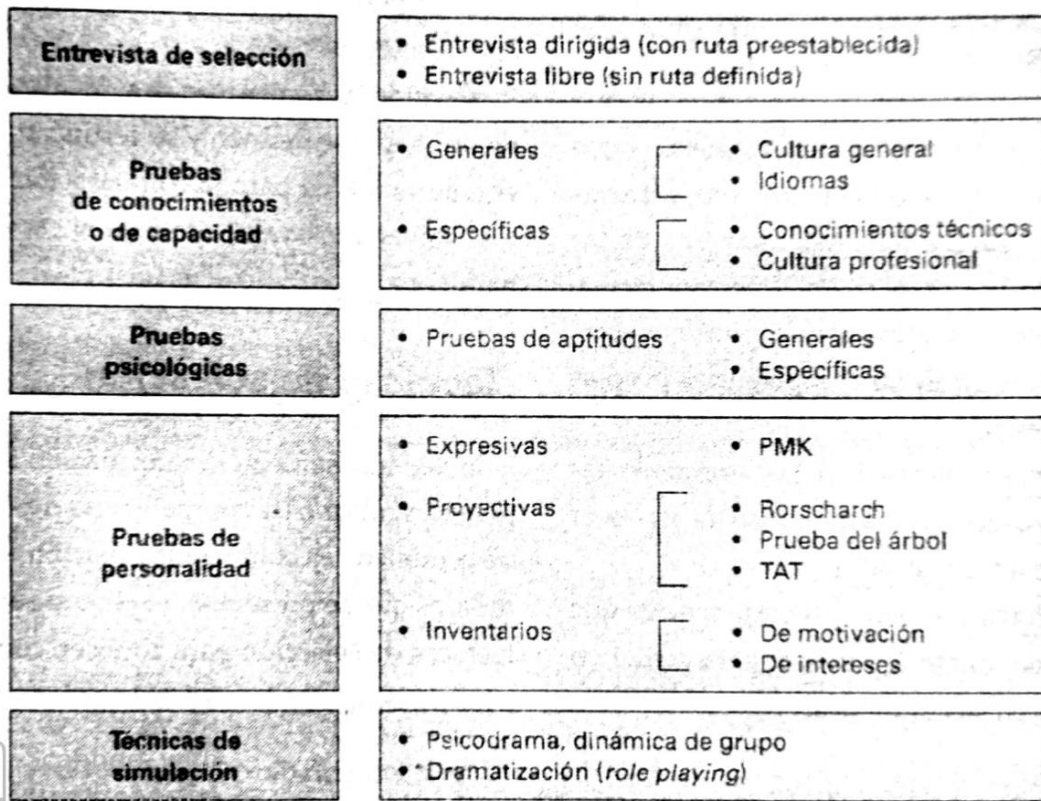 Entrevista de selección
• Entrevista dirigida (con ruta preestablecida)
• Entrevista libre (sin ruta definida)
Pruebas
de conocimientos
o de capacidad
• Generales
• Cultura general
• Idiomas
• Específicas
• Conocimientos técnicos
• Cultura profesional
Pruebas
psicológicas
• Pruebas de aptitudes
• Generales
• Específicas
Pruebas de
personalidad
• Expresivas
• PMK
• Proyectivas
• Rorscharch
• Prueba del árbol
• TAT
• Inventarios
• De motivación
• De intereses
Técnicas de
simulación
• Psicodrama, dinámica de grupo
• Dramatización (role playing)